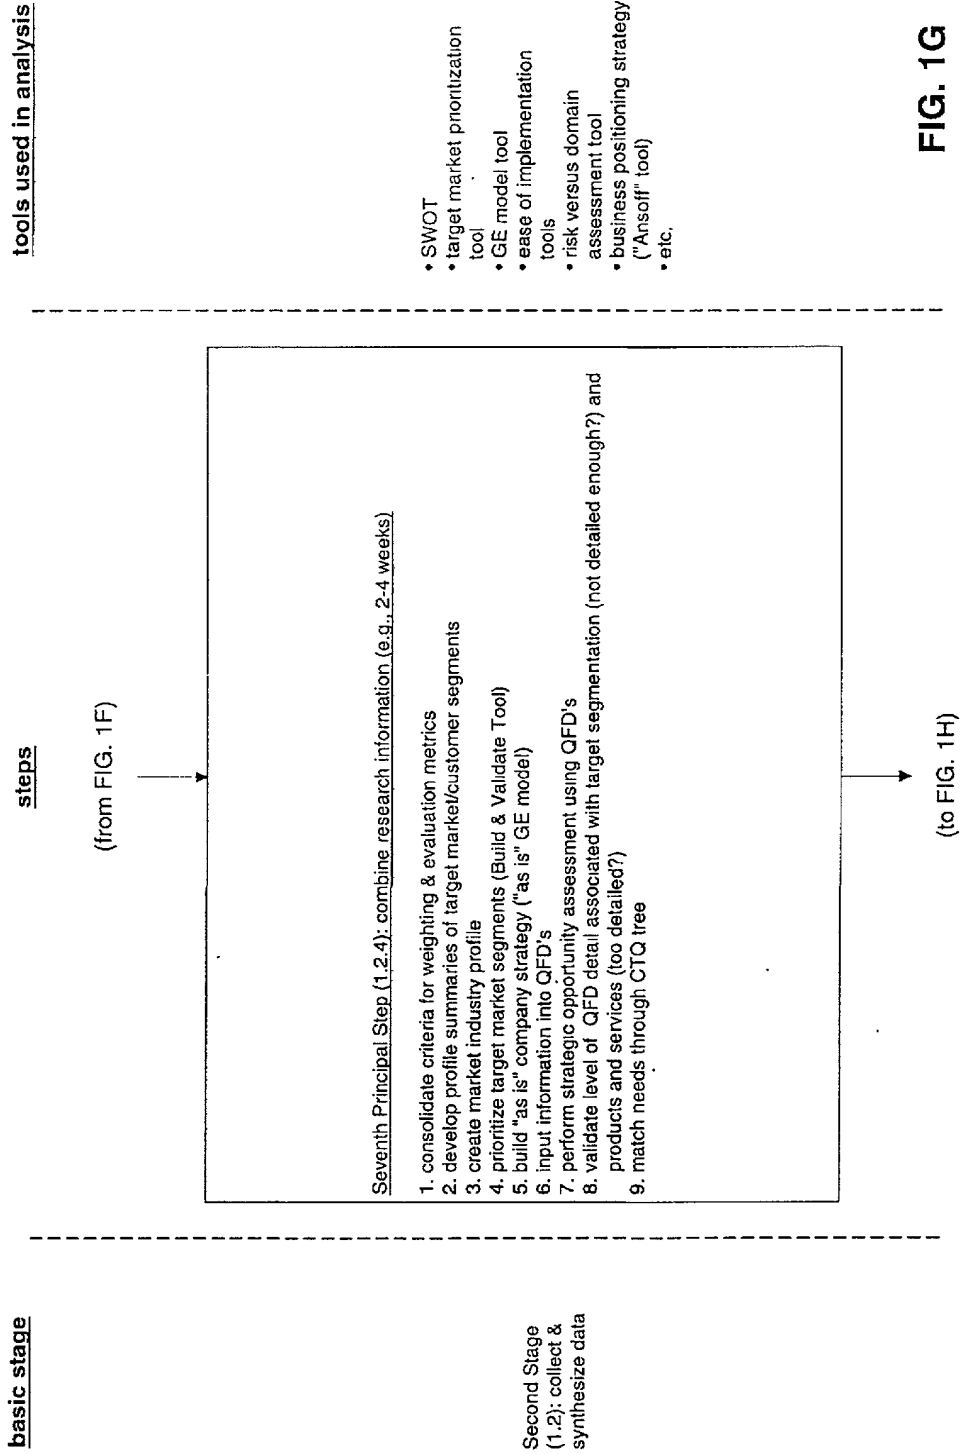 basic stage
steps
tools used in analysis
(from FIG. 1F)
Second Stage
(1.2): collect &
synthesize data
Seventh Principal Step (1.2.4): combine research information (e.g., 2-4 weeks)
1. consolidate criteria for weighting & evaluation metrics
2. develop profile summaries of target market/customer segments
3. create market industry profile
4. prioritize target market segments (Build & Validate Tool)
5. build "as is" company strategy ("as is" GE model)
6. input information into QFD's
7. perform strategic opportunity assessment using QFD's
8. validate level of QFD detail associated with target segmentation (not detailed enough?) and
products and services (too detailed?)
9. match needs through CTQ tree
• SWOT
• target market prioritization
tool
• GE model tool
• ease of implementation
tools
• risk versus domain
assessment tool
• business positioning strategy
("Ansoff" tool)
• etc.
(to FIG. 1H)
FIG. 1G